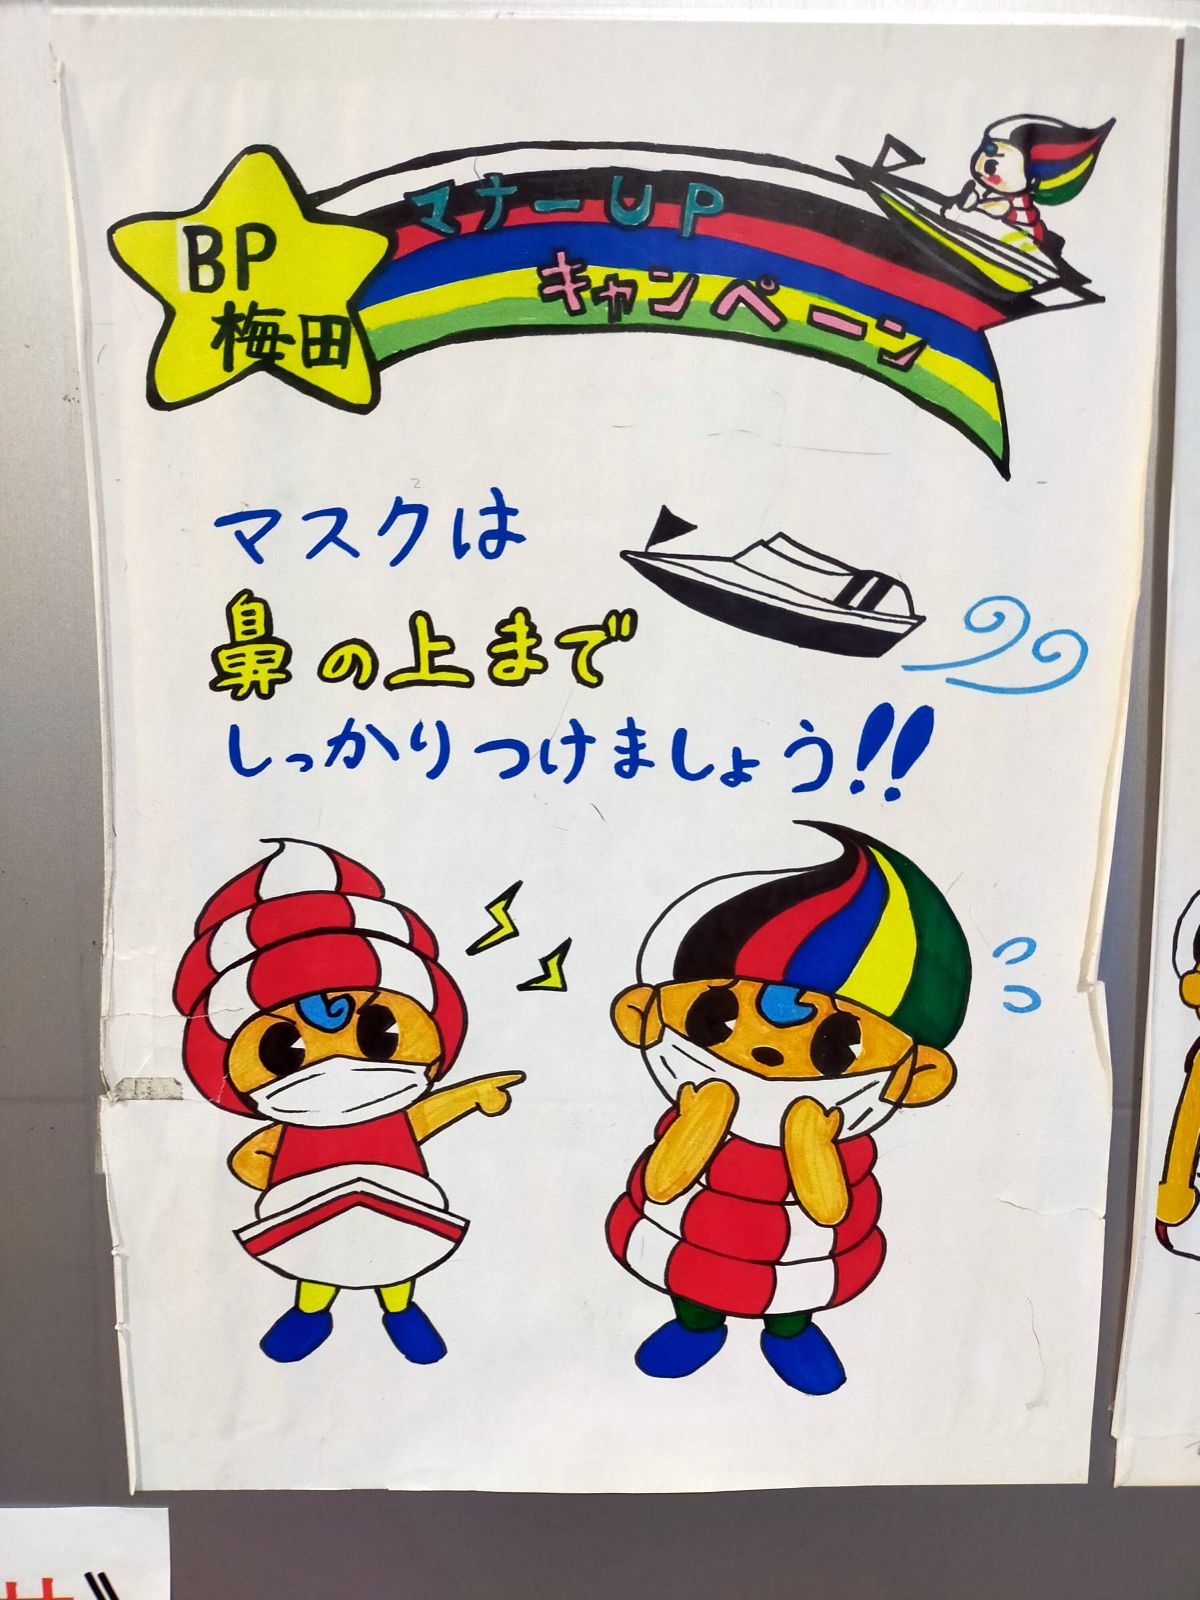 BP
梅田
マナーUP
キャンペーン
マスクは
鼻の上まで
しっかりつけましょう!!